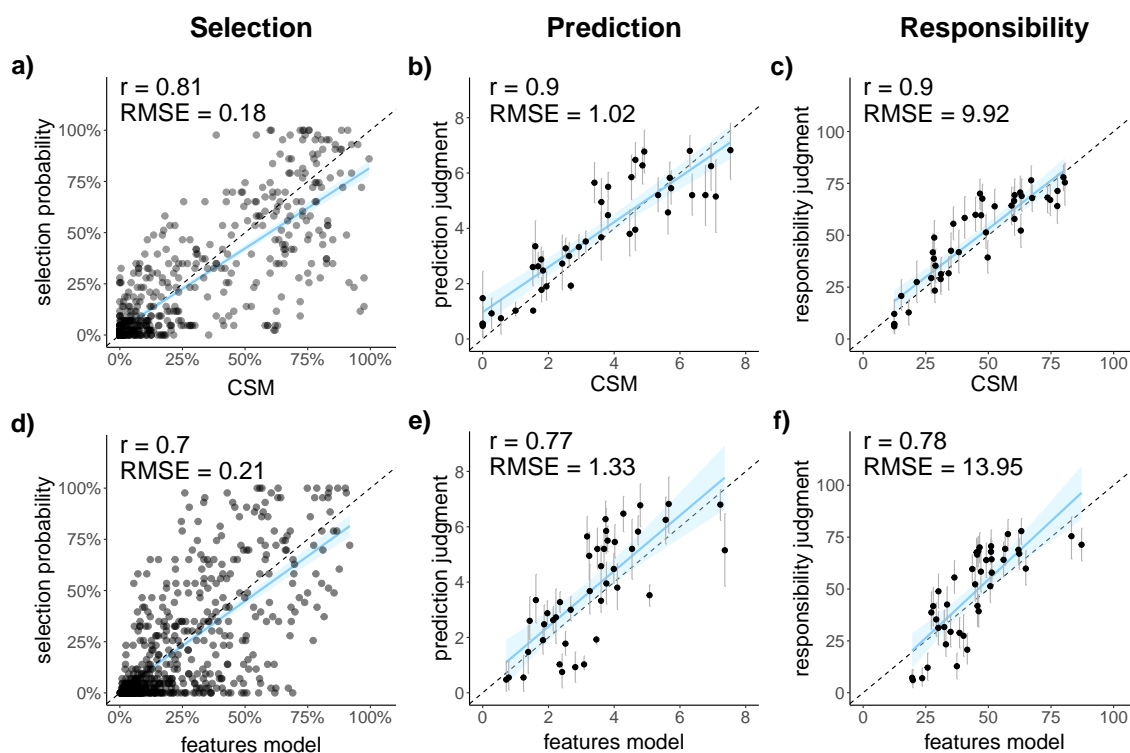 Selection
Prediction
Responsibility
a)
r = 0.81
RMSE = 0.18
selection probability
100%
75%
50%
25%
0%
0% 25% 50% 75% 100%
CSM
b)
r = 0.9
RMSE = 1.02
prediction judgment
8
6
4
2
0
0 2 4 6 8
CSM
c)
r = 0.9
RMSE = 9.92
responsibility judgment
100
75
50
25
0
0 25 50 75 100
CSM
d)
r = 0.7
RMSE = 0.21
selection probability
100%
75%
50%
25%
0%
0% 25% 50% 75% 100%
features model
e)
r = 0.77
RMSE = 1.33
prediction judgment
8
6
4
2
0
0 2 4 6 8
features model
f)
r = 0.78
RMSE = 13.95
responsibility judgment
100
75
50
25
0
0 25 50 75 100
features model